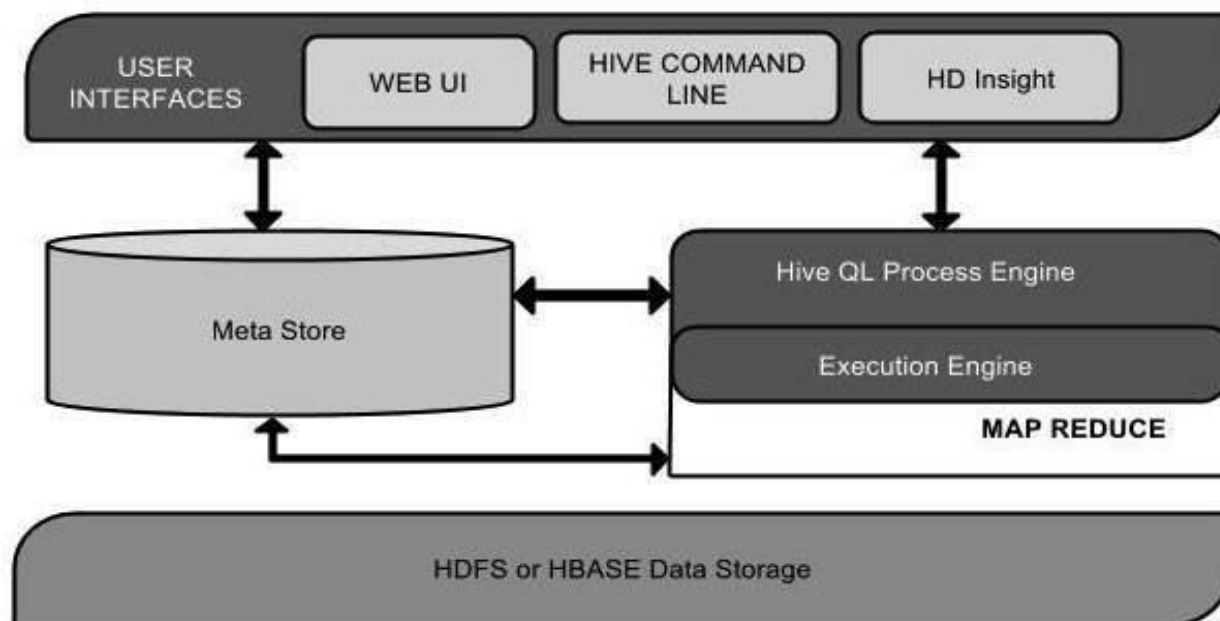 USER
INTERFACES
WEB UI
HIVE COMMAND
LINE
HD Insight
Meta Store
Hive QL Process Engine
Execution Engine
MAP REDUCE
HDFS or HBASE Data Storage